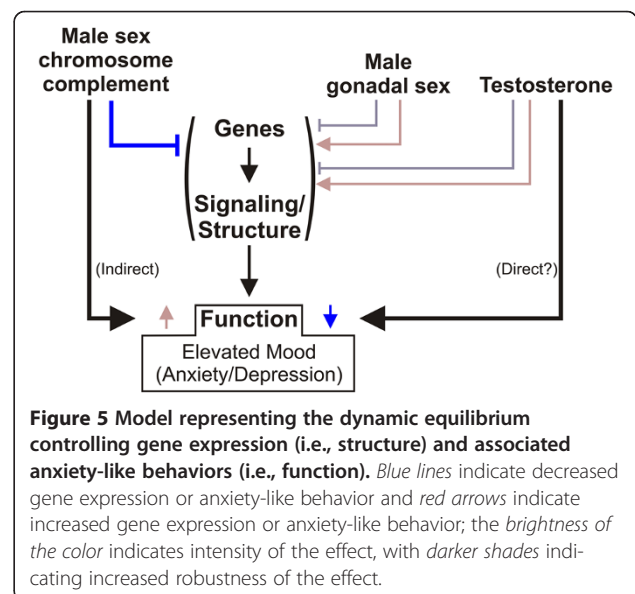 Male sex
chromosome
complement
Male
gonadal sex
Testosterone
Genes
Signaling/
Structure
(Indirect)
(Direct?)
Function
Elevated Mood
(Anxiety/Depression)
Figure 5 Model representing the dynamic equilibrium
controlling gene expression (i.e., structure) and associated
anxiety-like behaviors (i.e., function). Blue lines indicate decreased
gene expression or anxiety-like behavior and red arrows indicate
increased gene expression or anxiety-like behavior; the brightness of
the color indicates intensity of the effect, with darker shades indi-
cating increased robustness of the effect.